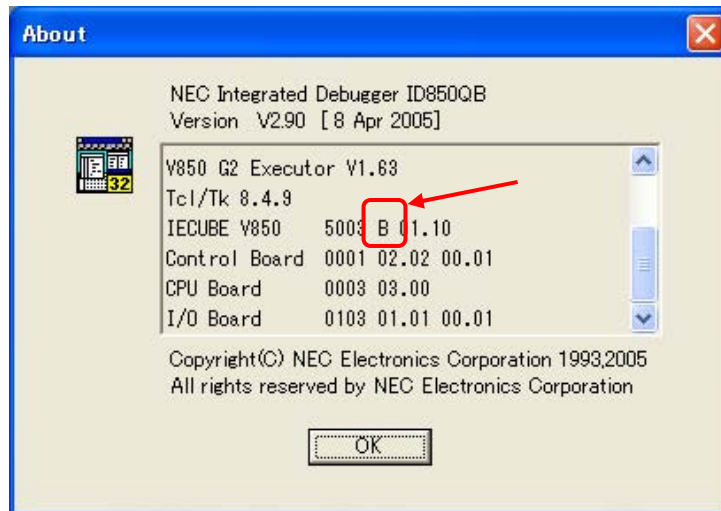 About
NEC Integrated Debugger ID850QB
Version V2.90 [ 8 Apr 2005]
32
V850 G2 Executor V1.63
Tcl/Tk 8.4.9
IECUBE V850 5003 B 01.10
Control Board 0001 02.02 00.01
CPU Board 0003 03.00
I/O Board 0103 01.01 00.01
Copyright(C) NEC Electronics Corporation 1993,2005
All rights reserved by NEC Electronics Corporation
OK